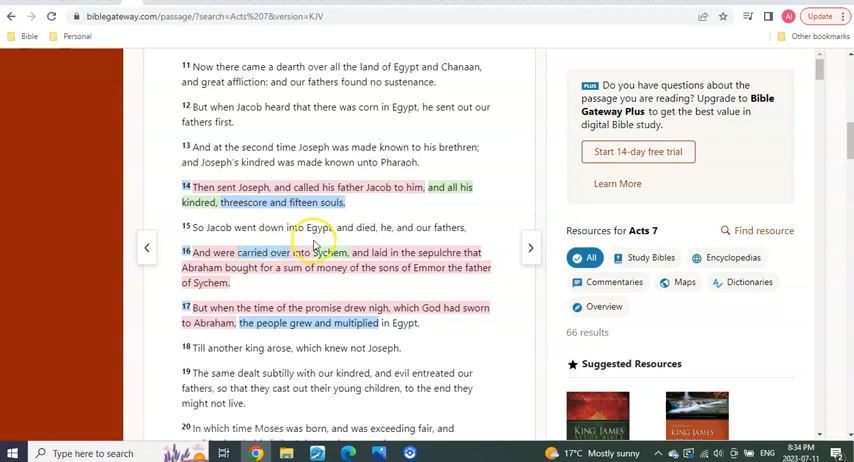 biblegateway.com/passage/?search=Acts%207&version=KJV
AI
Update
Bible
Personal
Other bookmarks
11 Now there came a dearth over all the land of Egypt and Chanaan,
and great affliction: and our fathers found no sustenance.
12 But when Jacob heard that there was corn in Egypt, he sent out our
fathers first.
13 And at the second time Joseph was made known to his brethren;
and Joseph's kindred was made known unto Pharaoh.
14 Then sent Joseph, and called his father Jacob to him, and all his
kindred, threescore and fifteen souls.
15 So Jacob went down into Egypt, and died, he, and our fathers,
16 And were carried over into Sychem, and laid in the sepulchre that
Abraham bought for a sum of money of the sons of Emmor the father
of Sychem.
17 But when the time of the promise drew nigh, which God had sworn
to Abraham, the people grew and multiplied in Egypt,
18 Till another king arose, which knew not Joseph.
19 The same dealt subtilly with our kindred, and evil entreated our
fathers, so that they cast out their young children, to the end they
might not live.
20 In which time Moses was born, and was exceeding fair, and
PLUS Do you have questions about the
passage you are reading? Upgrade to Bible
Gateway Plus to get the best value in
digital Bible study.
Start 14-day free trial
Learn More
Resources for Acts 7
Find resource
All
Study Bibles
Encyclopedias
Commentaries
Maps
Dictionaries
Overview
66 results
Suggested Resources
KING JAMES
KING JAMES
Type here to search
17°C Mostly sunny
ENG
8:34 PM
2023-07-11
2